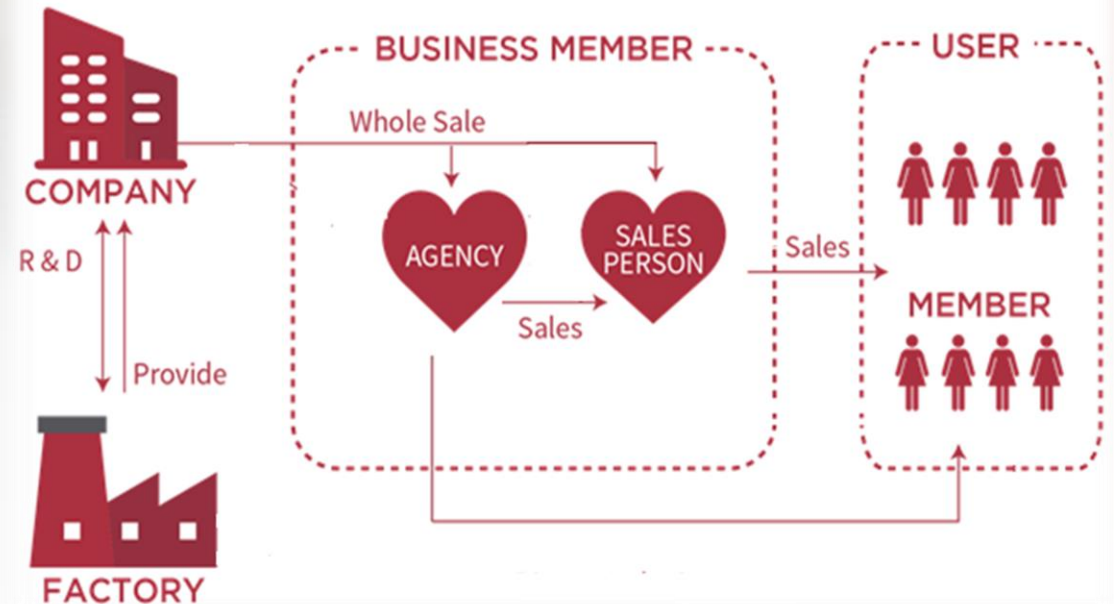 BUSINESS MEMBER
USER
Whole Sale
COMPANY
AGENCY
SALES
PERSON
Sales
R & D
MEMBER
Sales
Provide
FACTORY